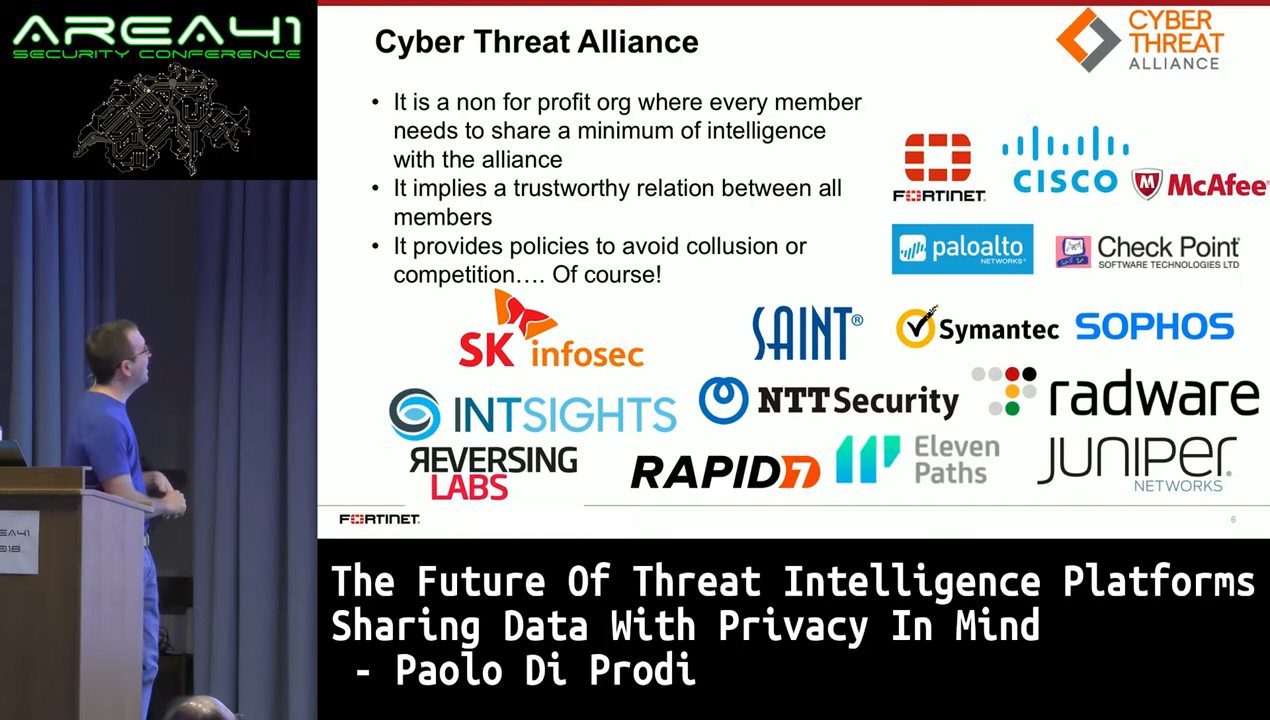 AREA41
SECURITY CONFERENCE
Cyber Threat Alliance
CYBER
THREAT
ALLIANCE
• It is a non for profit org where every member
needs to share a minimum of intelligence
with the alliance
• It implies a trustworthy relation between all
members
• It provides policies to avoid collusion or
competition…. Of course!
FORTINET
CISCO
McAfee
paloalto
NETWORKS®
Check Point
SOFTWARE TECHNOLOGIES LTD
SK infosec
SAINT®
Symantec
SOPHOS
INTSIGHTS
NTT Security
radware
REVERSING
LABS
RAPID7
Eleven
Paths
JUNIPER
NETWORKS
FORTINET
6
The Future Of Threat Intelligence Platforms
Sharing Data With Privacy In Mind
- Paolo Di Prodi